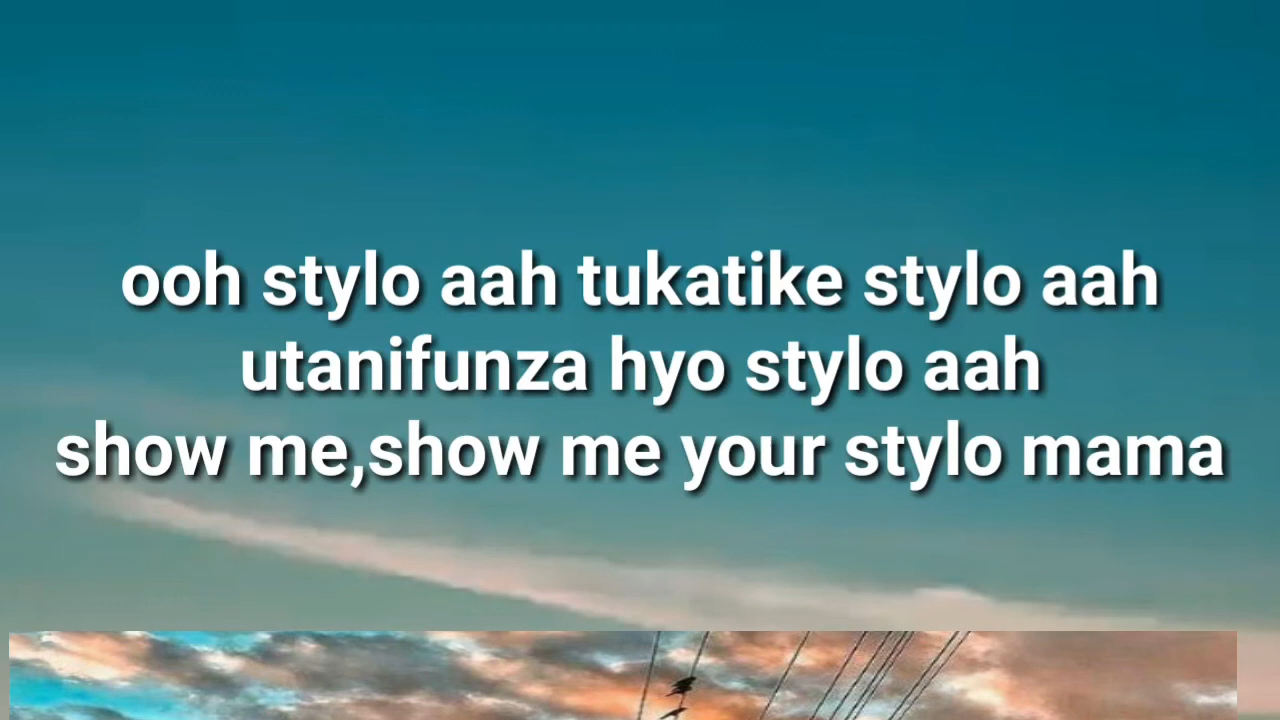 ooh stylo aah tukatike stylo aah
utanifunza hyo stylo aah
show me,show me your stylo mama